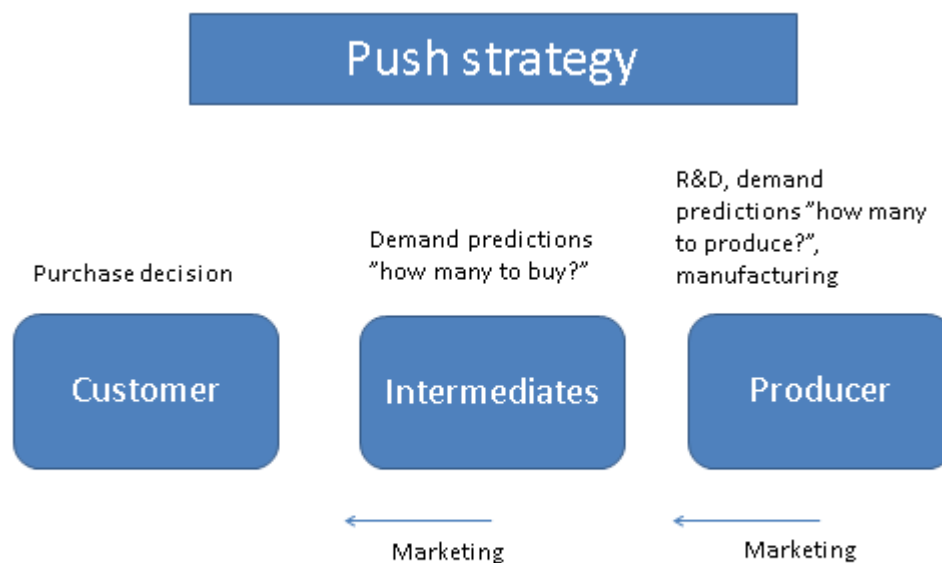 Push strategy
Purchase decision
Demand predictions
”how many to buy?”
R&D, demand
predictions ”how many
to produce?”,
manufacturing
Customer
Intermediates
Producer
Marketing
Marketing